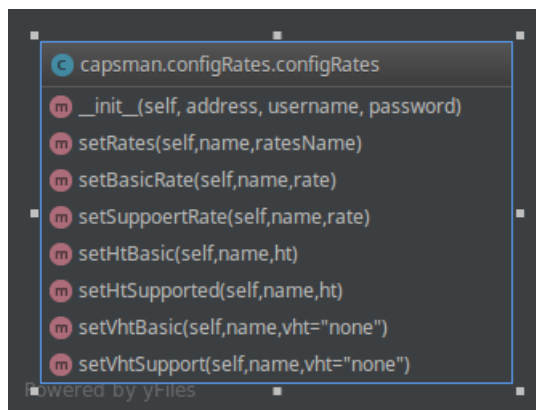 c capsman.configRates.configRates
m __init__(self, address, username, password)
m setRates(self,name,ratesName)
m setBasicRate(self,name,rate)
m setSuppoertRate(self,name,rate)
m setHtBasic(self,name,ht)
m setHtSupported(self,name,ht)
m setVhtBasic(self,name,vht="none")
m setVhtSupport(self,name,vht="none")
Powered by yFiles